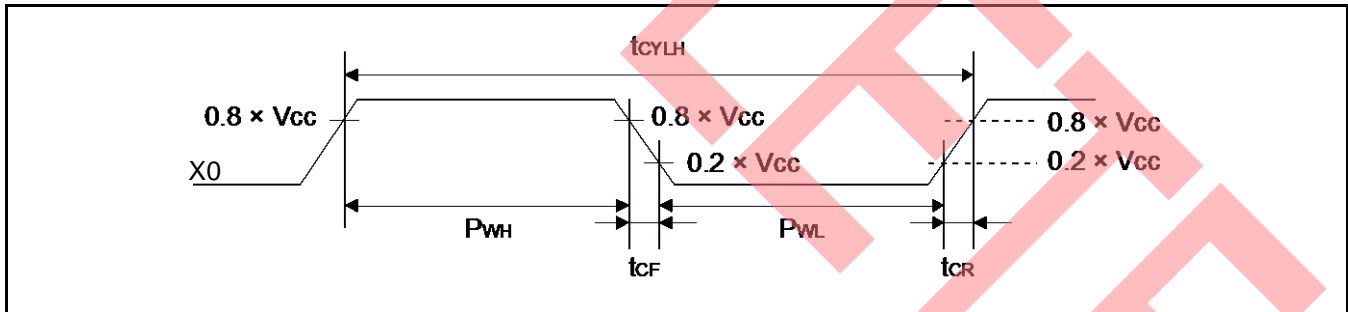 tCYLH
0.8 × Vcc 0.8 × Vcc 0.8 × Vcc
X0 0.2 × Vcc 0.2 × Vcc
PWH PWL
tCF tCR